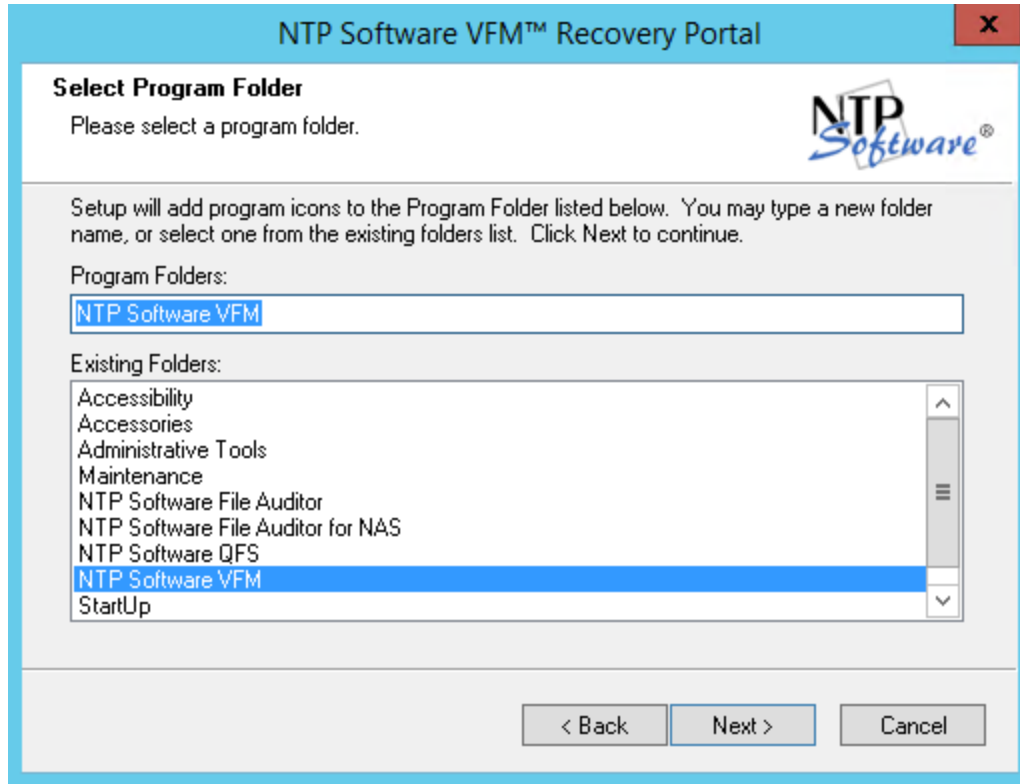 NTP Software VFM™ Recovery Portal
x
Select Program Folder
Please select a program folder.
NTP
Software®
Setup will add program icons to the Program Folder listed below. You may type a new folder
name, or select one from the existing folders list. Click Next to continue.
Program Folders:
NTP Software VFM
Existing Folders:
Accessibility
Accessories
Administrative Tools
Maintenance
NTP Software File Auditor
NTP Software File Auditor for NAS
NTP Software QFS
NTP Software VFM
StartUp
< Back
Next >
Cancel